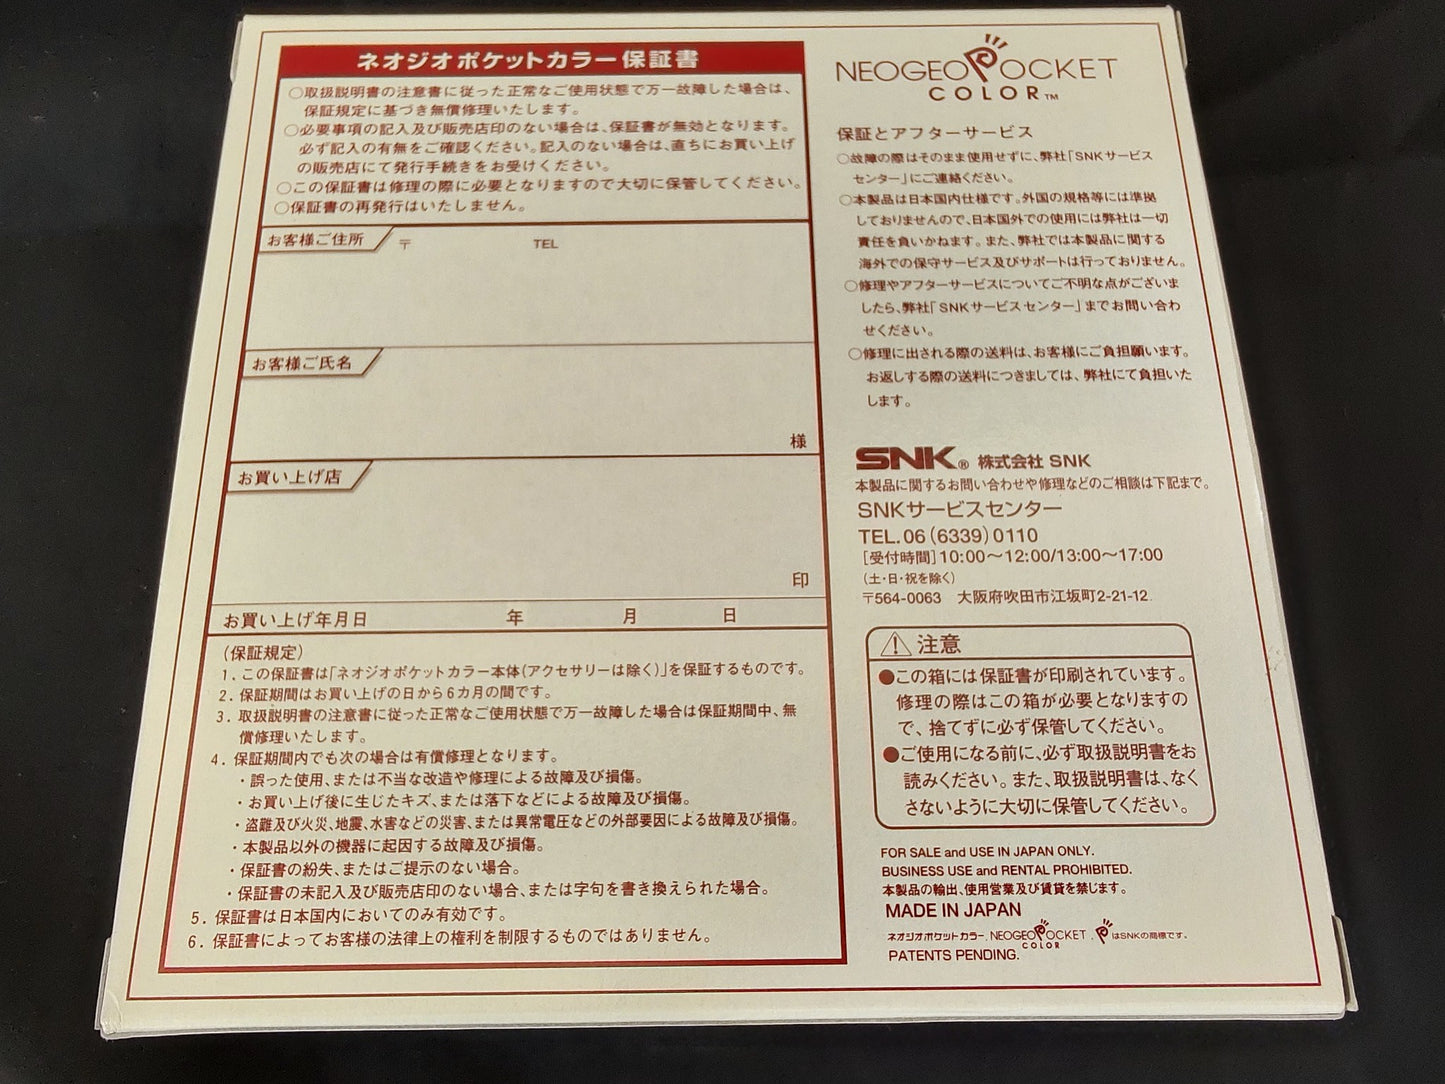 ネオジオポケットカラー保証書
○取扱説明書の注意書に従った正常なご使用状態で万一故障した場合は、
保証規定に基づき無償修理いたします。
○必要事項の記入及び販売店印のない場合は、保証書が無効となります。
必ず記入の有無をご確認ください。記入のない場合は、直ちにお買い上げ
の販売店にて発行手続きをお受けください。
○この保証書は修理の際に必要となりますので大切に保管してください。
○保証書の再発行はいたしません。
お客様ご住所 〒 TEL
お客様ご氏名
様
お買い上げ店
印
お買い上げ年月日 年 月 日
(保証規定)
1. この保証書は「ネオジオポケットカラー本体(アクセサリーは除く)」を保証するものです。
2. 保証期間はお買い上げの日から6カ月の間です。
3. 取扱説明書の注意書に従った正常なご使用状態で万一故障した場合は保証期間中、無
償修理いたします。
4. 保証期間内でも次の場合は有償修理となります。
・誤った使用、または不当な改造や修理による故障及び損傷。
・お買い上げ後に生じたキズ、または落下などによる故障及び損傷。
・盗難及び火災、地震、水害などの災害、または異常電圧などの外部要因による故障及び損傷。
・本製品以外の機器に起因する故障及び損傷。
・保証書の紛失、またはご提示のない場合。
・保証書の未記入及び販売店印のない場合、または字句を書き換えられた場合。
5. 保証書は日本国内においてのみ有効です。
6. 保証書によってお客様の法律上の権利を制限するものではありません。
NEOGEO POCKET
COLOR™
保証とアフターサービス
○故障の際はそのまま使用せずに、弊社「SNKサービス
センター」にご連絡ください。
○本製品は日本国内仕様です。外国の規格等には準拠
しておりませんので、日本国外での使用には弊社は一切
責任を負いかねます。また、弊社では本製品に関する
海外での保守サービス及びサポートは行っておりません。
○修理やアフターサービスについてご不明な点がございま
したら、弊社「SNKサービスセンター」までお問い合わ
せください。
○修理に出される際の送料は、お客様にご負担願います。
お返しする際の送料につきましては、弊社にて負担いた
します。
SNK® 株式会社 SNK
本製品に関するお問い合わせや修理などのご相談は下記まで。
SNKサービスセンター
TEL. 06(6339)0110
[受付時間]10:00～12:00/13:00～17:00
(土・日・祝を除く)
〒564-0063 大阪府吹田市江坂町2-21-12
注意
●この箱には保証書が印刷されています。
修理の際はこの箱が必要となりますの
で、捨てずに必ず保管してください。
●ご使用になる前に、必ず取扱説明書をお
読みください。また、取扱説明書は、なく
さないように大切に保管してください。
FOR SALE and USE IN JAPAN ONLY.
BUSINESS USE and RENTAL PROHIBITED.
本製品の輸出、使用営業及び賃貸を禁じます。
MADE IN JAPAN
ネオジオポケットカラー、NEOGEO POCKET COLOR 、PはSNKの商標です。
PATENTS PENDING.